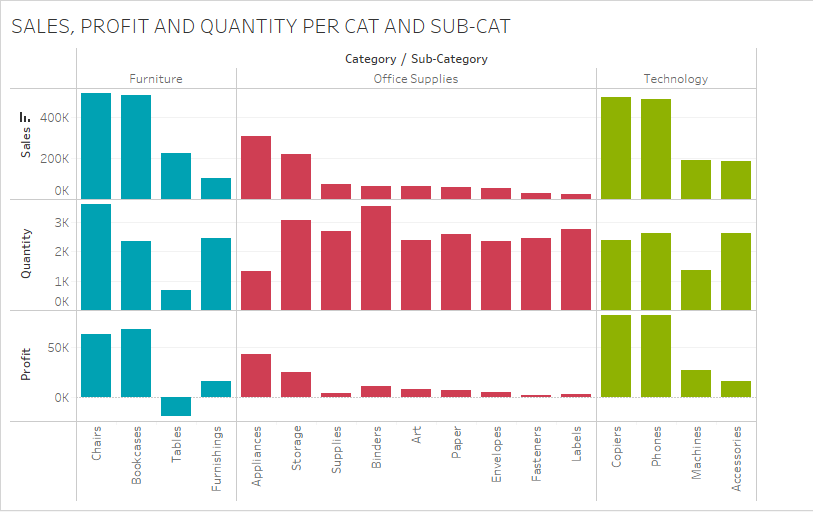 SALES, PROFIT AND QUANTITY PER CAT AND SUB-CAT
Category / Sub-Category
Furniture
Office Supplies
Technology
Sales
400K
200K
0K
Quantity
3K
2K
1K
0K
Profit
50K
0K
Chairs
Bookcases
Tables
Furnishings
Appliances
Storage
Supplies
Binders
Art
Paper
Envelopes
Fasteners
Labels
Copiers
Phones
Machines
Accessories